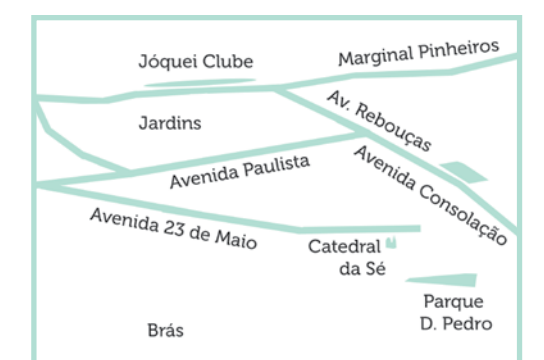 Marginal Pinheiros
Jóquei Clube
Av. Rebouças
Jardins
Avenida Paulista
Avenida Consolação
Avenida 23 de Maio
Catedral
da Sé
Parque
D. Pedro
Brás